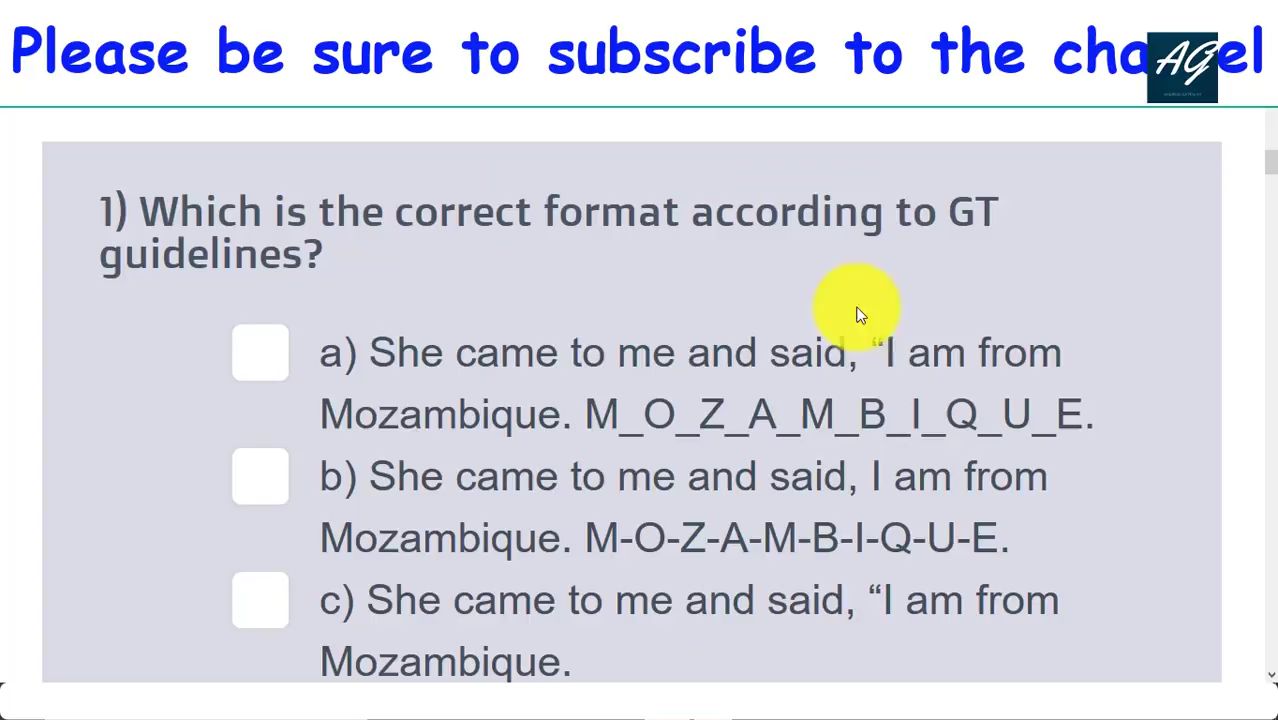 Please be sure to subscribe to the cha el
AG
1) Which is the correct format according to GT
guidelines?
a) She came to me and said, “I am from
Mozambique. M_O_Z_A_M_B_I_Q_U_E.
b) She came to me and said, I am from
Mozambique. M-O-Z-A-M-B-I-Q-U-E.
c) She came to me and said, “I am from
Mozambique.